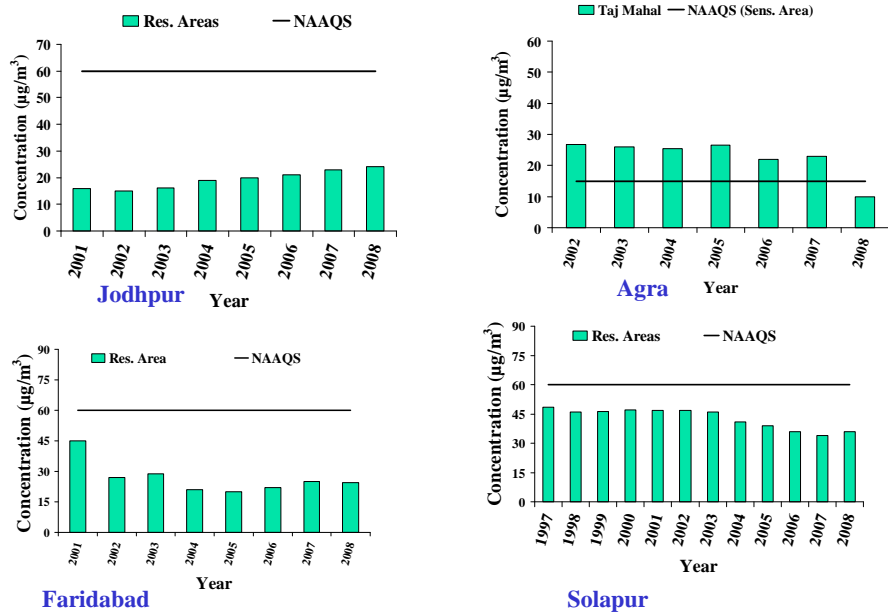 Res. Areas NAAQS
Concentration (µg/m³)
70
60
50
40
30
20
10
0
2001 2002 2003 2004 2005 2006 2007 2008
Jodhpur Year
Taj Mahal NAAQS (Sens. Area)
Concentration (µg/m³)
60
50
40
30
20
10
0
2002 2003 2004 2005 2006 2007 2008
Agra Year
Res. Area NAAQS
Concentration (µg/m³)
90
75
60
45
30
15
0
2001 2002 2003 2004 2005 2006 2007 2008
Year
Faridabad
Res. Areas NAAQS
Concentration (µg/m³)
90
75
60
45
30
15
0
1997 1998 1999 2000 2001 2002 2003 2004 2005 2006 2007 2008
Year
Solapur